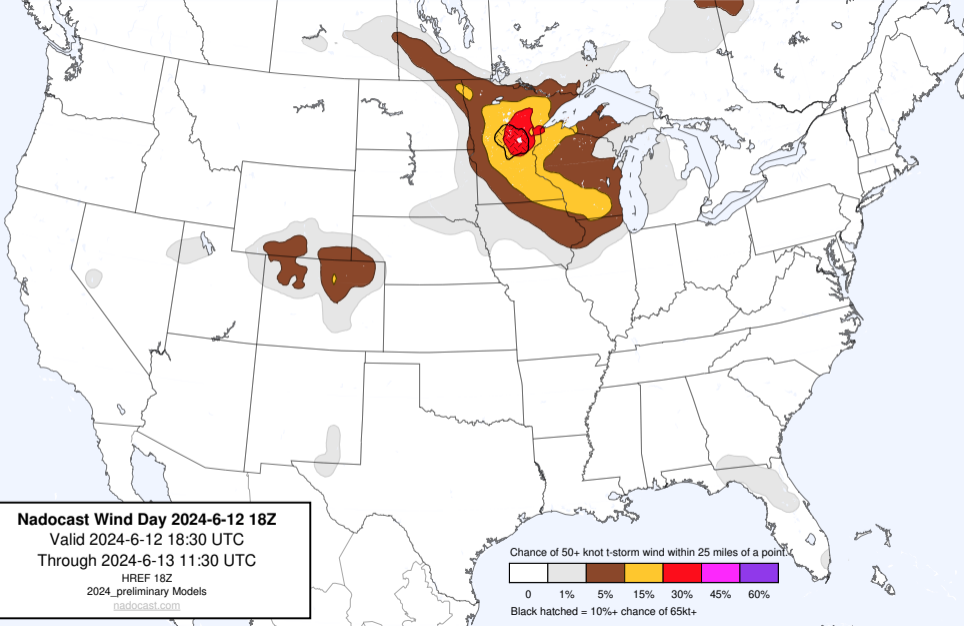 Nadocast Wind Day 2024-6-12 18Z
Valid 2024-6-12 18:30 UTC
Through 2024-6-13 11:30 UTC
HREF 18Z
2024_preliminary Models
nadocast.com
Chance of 50+ knot t-storm wind within 25 miles of a point.
0 1% 5% 15% 30% 45% 60%
Black hatched = 10%+ chance of 65kt+